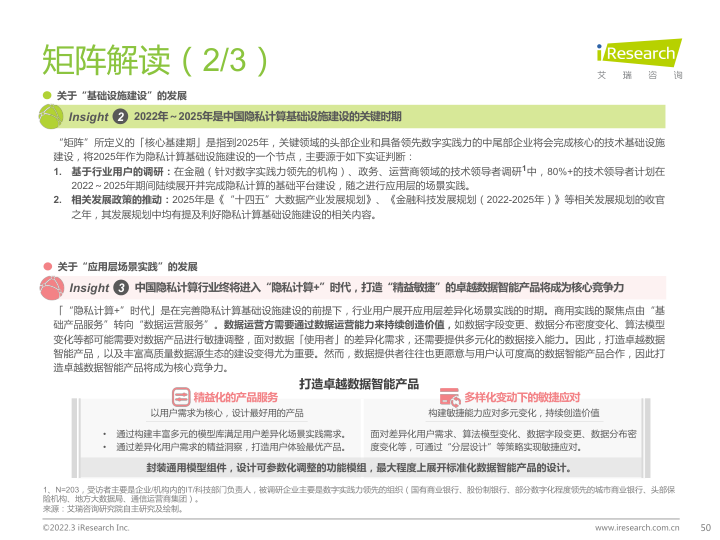 矩阵解读（2/3）
iResearch
艾 瑞 咨 询
关于“基础设施建设”的发展
Insight 2 2022年～2025年是中国隐私计算基础设施建设的关键时期
“矩阵”所定义的「核心基建期」是指到2025年，关键领域的头部企业和具备领先数字实践力的中尾部企业将会完成核心的技术基础设施
建设，将2025年作为隐私计算基础设施建设的一个节点，主要源于如下实证判断：
1. 基于行业用户的调研：在金融（针对数字实践力领先的机构）、政务、运营商领域的技术领导者调研1中，80%+的技术领导者计划在
2022～2025年期间陆续展开并完成隐私计算的基础平台建设，随之进行应用层的场景实践。
2. 相关发展政策的推动：2025年是《“十四五”大数据产业发展规划》、《金融科技发展规划（2022-2025年）》等相关发展规划的收官
之年，其发展规划中均有提及利好隐私计算基础设施建设的相关内容。
关于“应用层场景实践”的发展
Insight 3 中国隐私计算行业终将进入“隐私计算+”时代，打造“精益敏捷”的卓越数据智能产品将成为核心竞争力
「“隐私计算+”时代」是在完善隐私计算基础设施建设的前提下，行业用户展开应用层差异化场景实践的时期。商用实践的聚焦点由“基
础产品服务”转向“数据运营服务”。数据运营方需要通过数据运营能力来持续创造价值，如数据字段变更、数据分布密度变化、算法模型
变化等都可能需要对数据产品进行敏捷调整，面对数据「使用者」的差异化需求，还需要提供多元化的数据接入能力。因此，打造卓越数据
智能产品，以及丰富高质量数据源生态的建设变得尤为重要。然而，数据提供者往往也更愿意与用户认可度高的数据智能产品合作，因此打
造卓越数据智能产品将成为核心竞争力。
打造卓越数据智能产品
精益化的产品服务
以用户需求为核心，设计最好用的产品
• 通过构建丰富多元的模型库满足用户差异化场景实践需求。
• 通过差异化用户需求的精益洞察，打造用户体验最优产品。
多样化变动下的敏捷应对
构建敏捷能力应对多元变化，持续创造价值
面对差异化用户需求、算法模型变化、数据字段变更、数据分布密
度变化等，可通过“分层设计”等策略实现敏捷应对。
封装通用模型组件，设计可参数化调整的功能模组，最大程度上展开标准化数据智能产品的设计。
1、N=203，受访者主要是企业/机构内的IT/科技部门负责人，被调研企业主要是数字实践力领先的组织（国有商业银行、股份制银行、部分数字化程度领先的城市商业银行、头部保
险机构、地方大数据局、通信运营商集团）。
来源：艾瑞咨询研究院自主研究及绘制。
©2022.3 iResearch Inc.
www.iresearch.com.cn
50